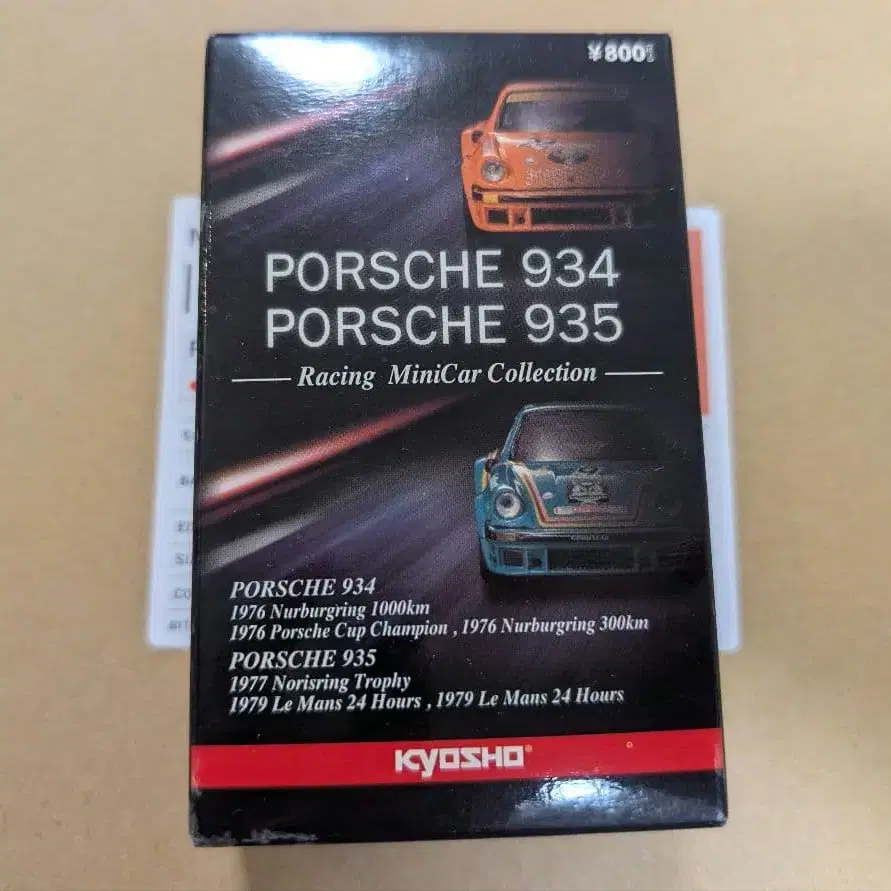 ¥800
PORSCHE 934
PORSCHE 935
Racing MiniCar Collection
PORSCHE 934
1976 Nurburgring 1000km
1976 Porsche Cup Champion , 1976 Nurburgring 300km
PORSCHE 935
1977 Norisring Trophy
1979 Le Mans 24 Hours , 1979 Le Mans 24 Hours
KYOSHO